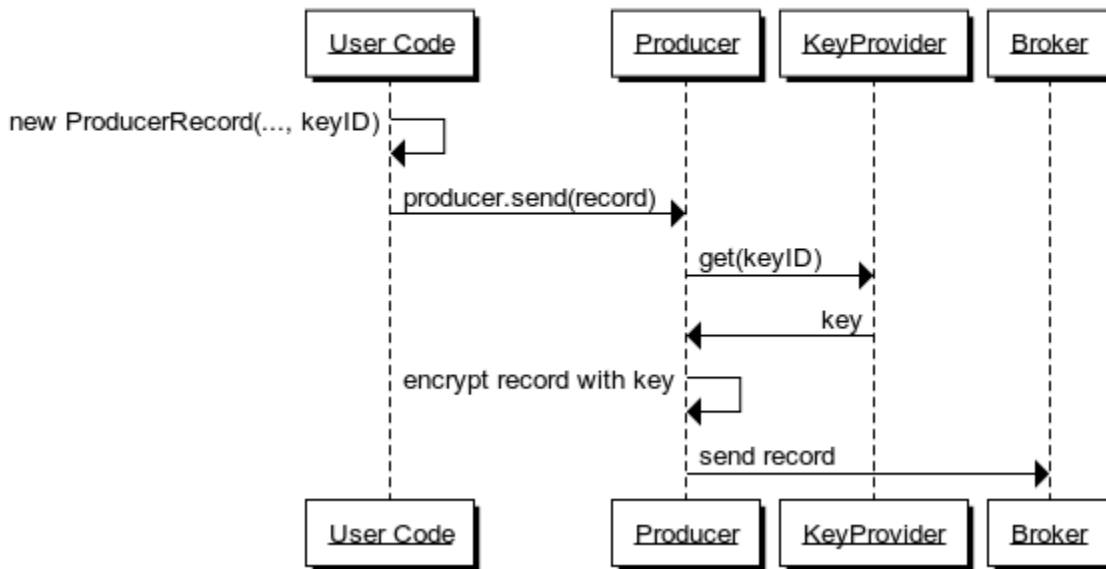 User Code Producer KeyProvider Broker
new ProducerRecord(..., keyID)
producer.send(record)
get(keyID)
key
encrypt record with key
send record
User Code Producer KeyProvider Broker